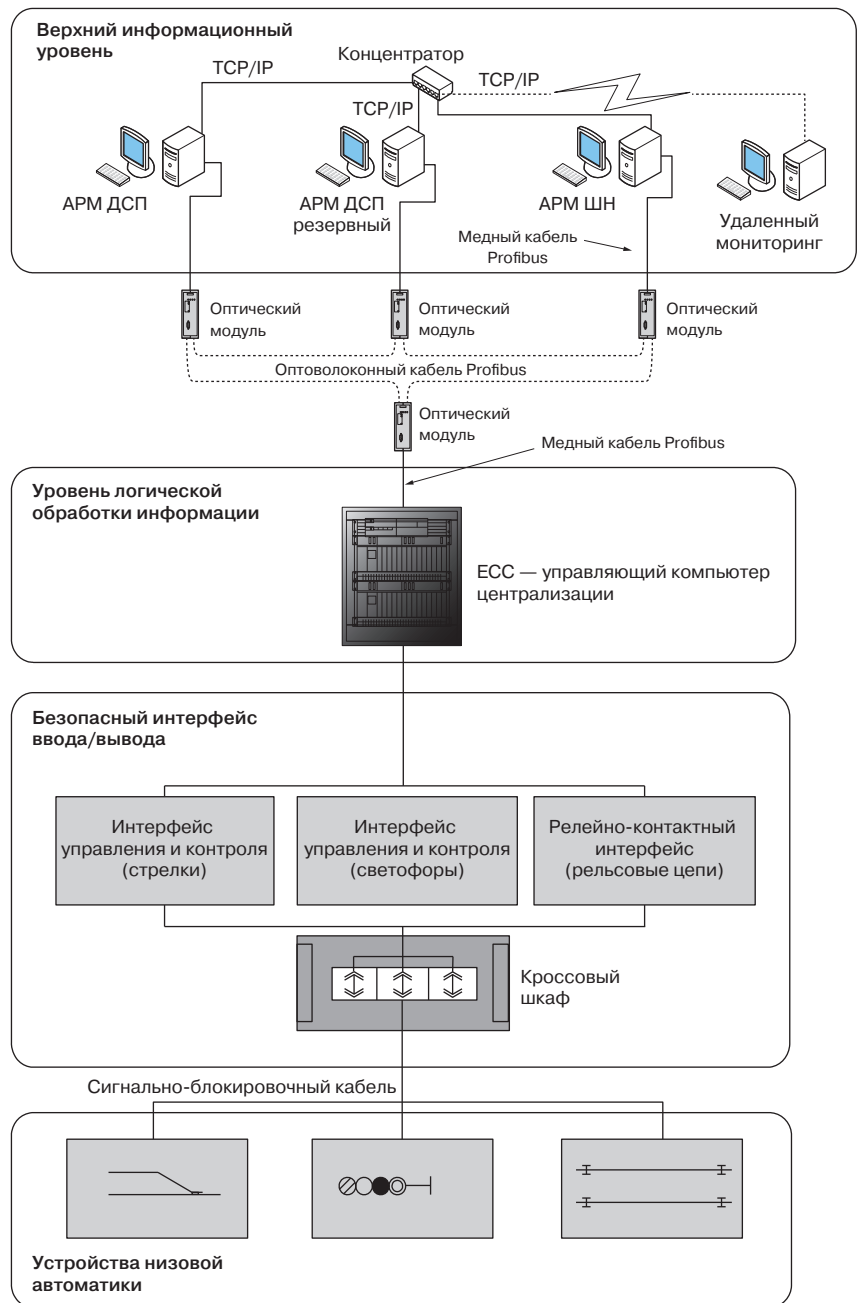 Верхний информационный
уровень
Концентратор
TCP/IP
TCP/IP
TCP/IP
АРМ ДСП
АРМ ДСП
резервный
АРМ ШН
Удаленный
мониторинг
Медный кабель
Profibus
Оптический
модуль
Оптический
модуль
Оптический
модуль
Оптоволоконный кабель Profibus
Оптический
модуль
Медный кабель Profibus
Уровень логической
обработки информации
ECC — управляющий компьютер
централизации
Безопасный интерфейс
ввода/вывода
Интерфейс
управления и контроля
(стрелки)
Интерфейс
управления и контроля
(светофоры)
Релейно-контактный
интерфейс
(рельсовые цепи)
Кроссовый
шкаф
Сигнально-блокировочный кабель
Устройства низовой
автоматики